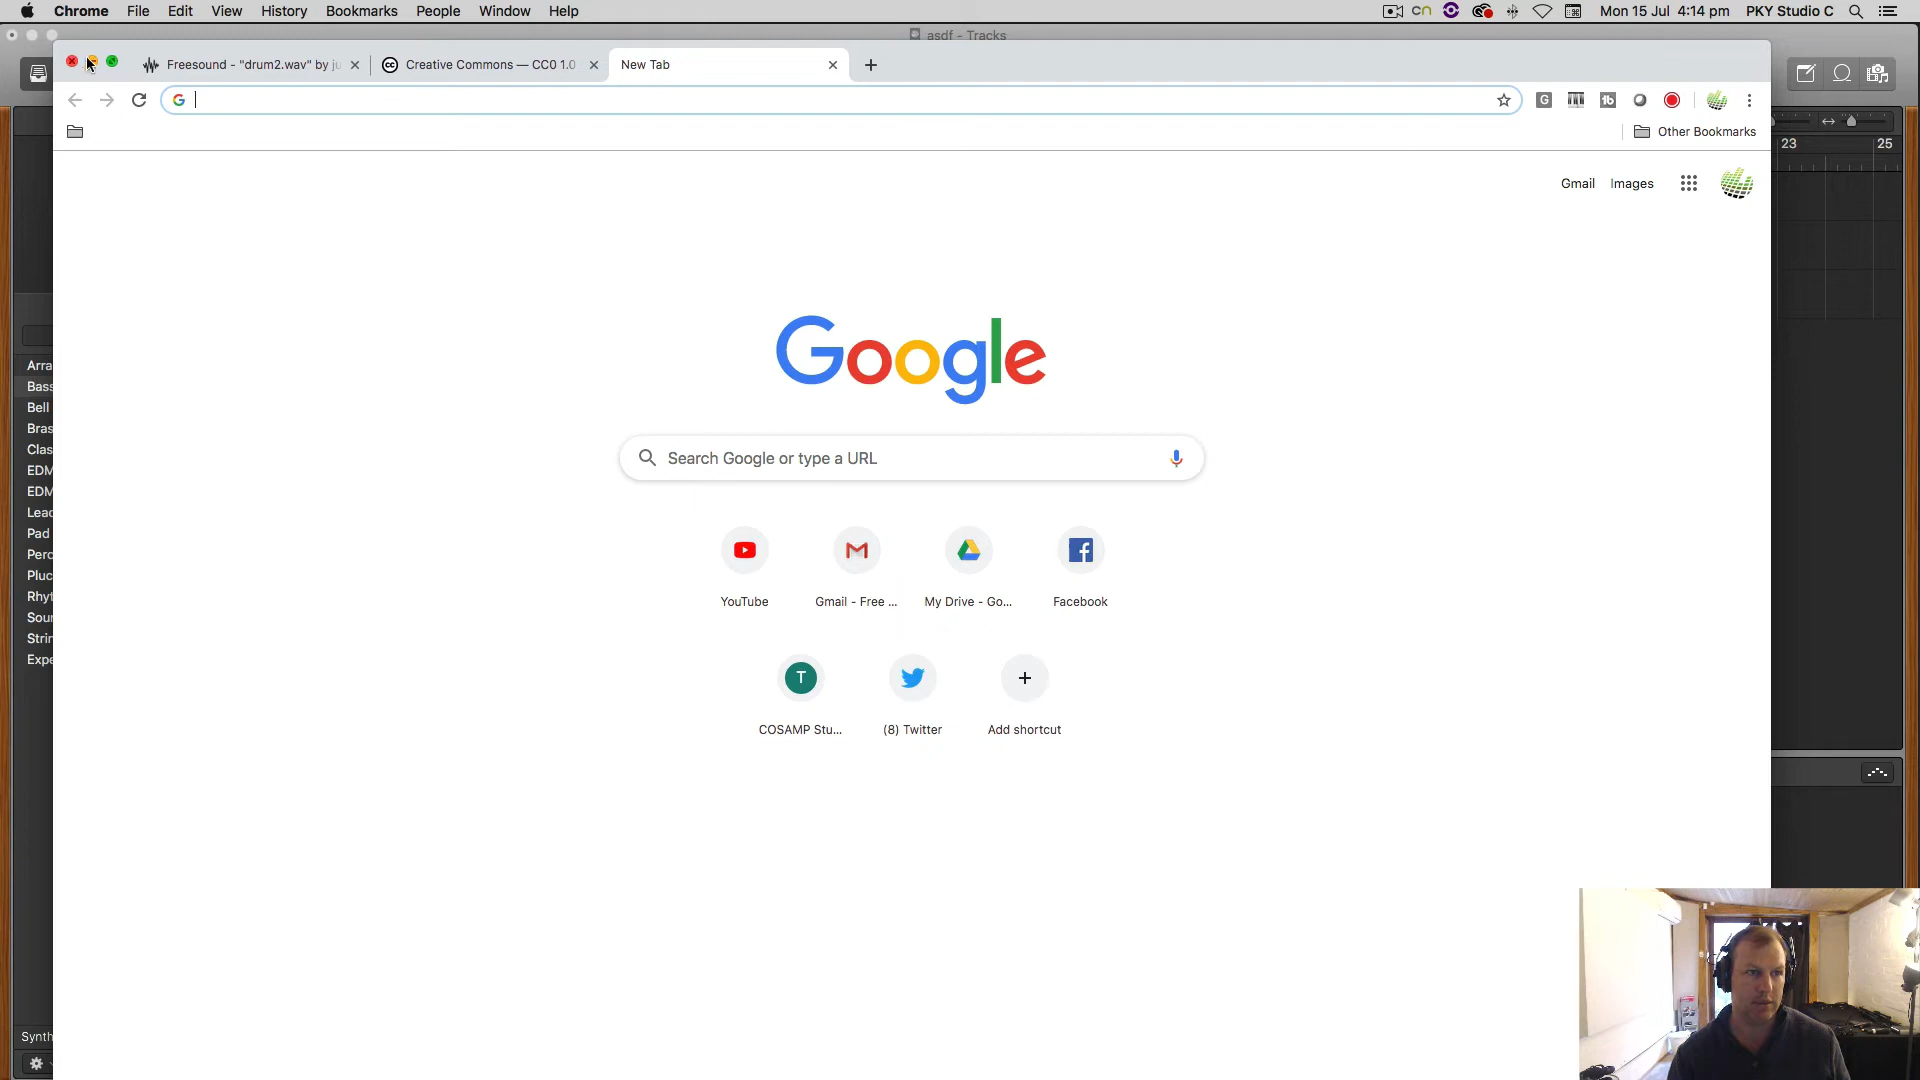 Chrome File Edit View History Bookmarks People Window Help
Mon 15 Jul 4:14 pm PKY Studio C
asdf - Tracks
Freesound - "drum2.wav" by ju
Creative Commons — CC0 1.0
New Tab
Other Bookmarks
23 25
Gmail Images
Google
Search Google or type a URL
YouTube
Gmail - Free ...
My Drive - Go...
Facebook
T
COSAMP Stu...
(8) Twitter
Add shortcut
Arra
Bass
Bell
Bras
Clas
EDM
EDM
Lead
Pad
Perc
Pluc
Rhyt
Soun
Strin
Expe
Synth